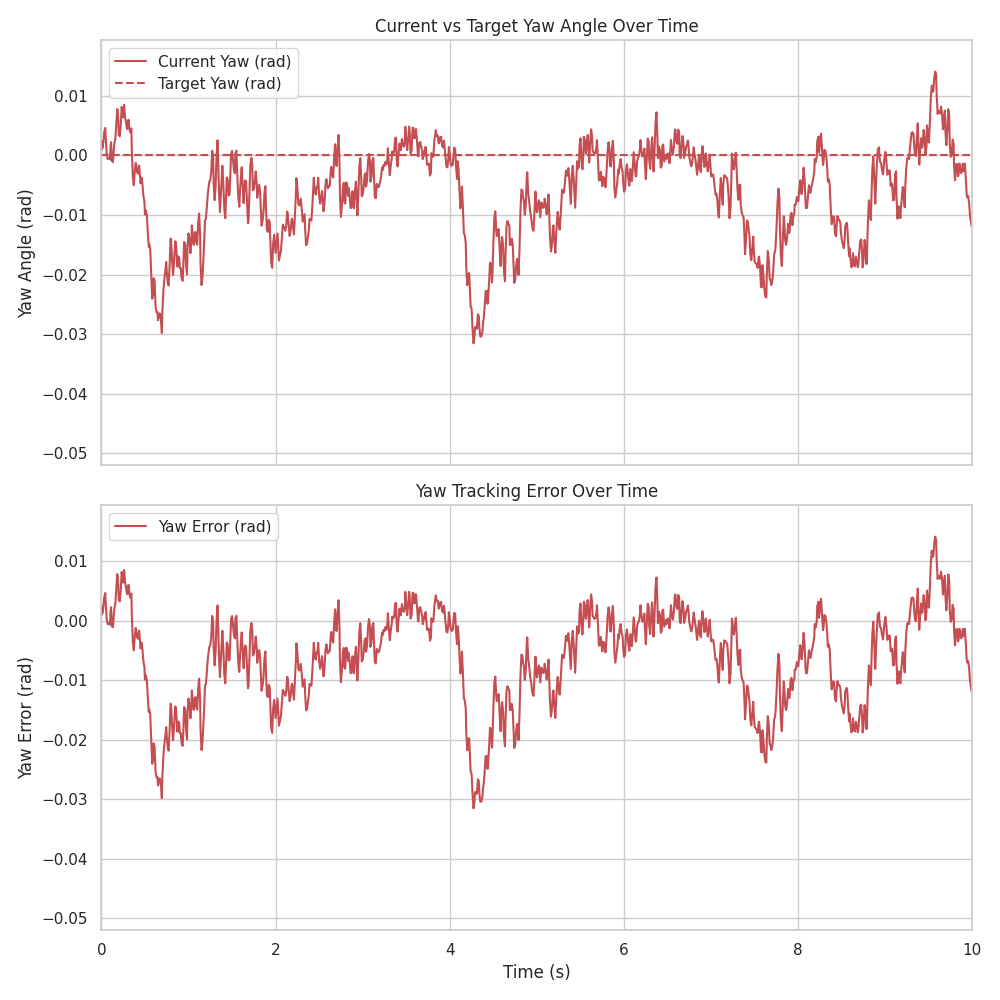 Current vs Target Yaw Angle Over Time
Current Yaw (rad)
Target Yaw (rad)
Yaw Angle (rad)
0.01
0.00
−0.01
−0.02
−0.03
−0.04
−0.05
Yaw Tracking Error Over Time
Yaw Error (rad)
Yaw Error (rad)
0.01
0.00
−0.01
−0.02
−0.03
−0.04
−0.05
0 2 4 6 8 10
Time (s)